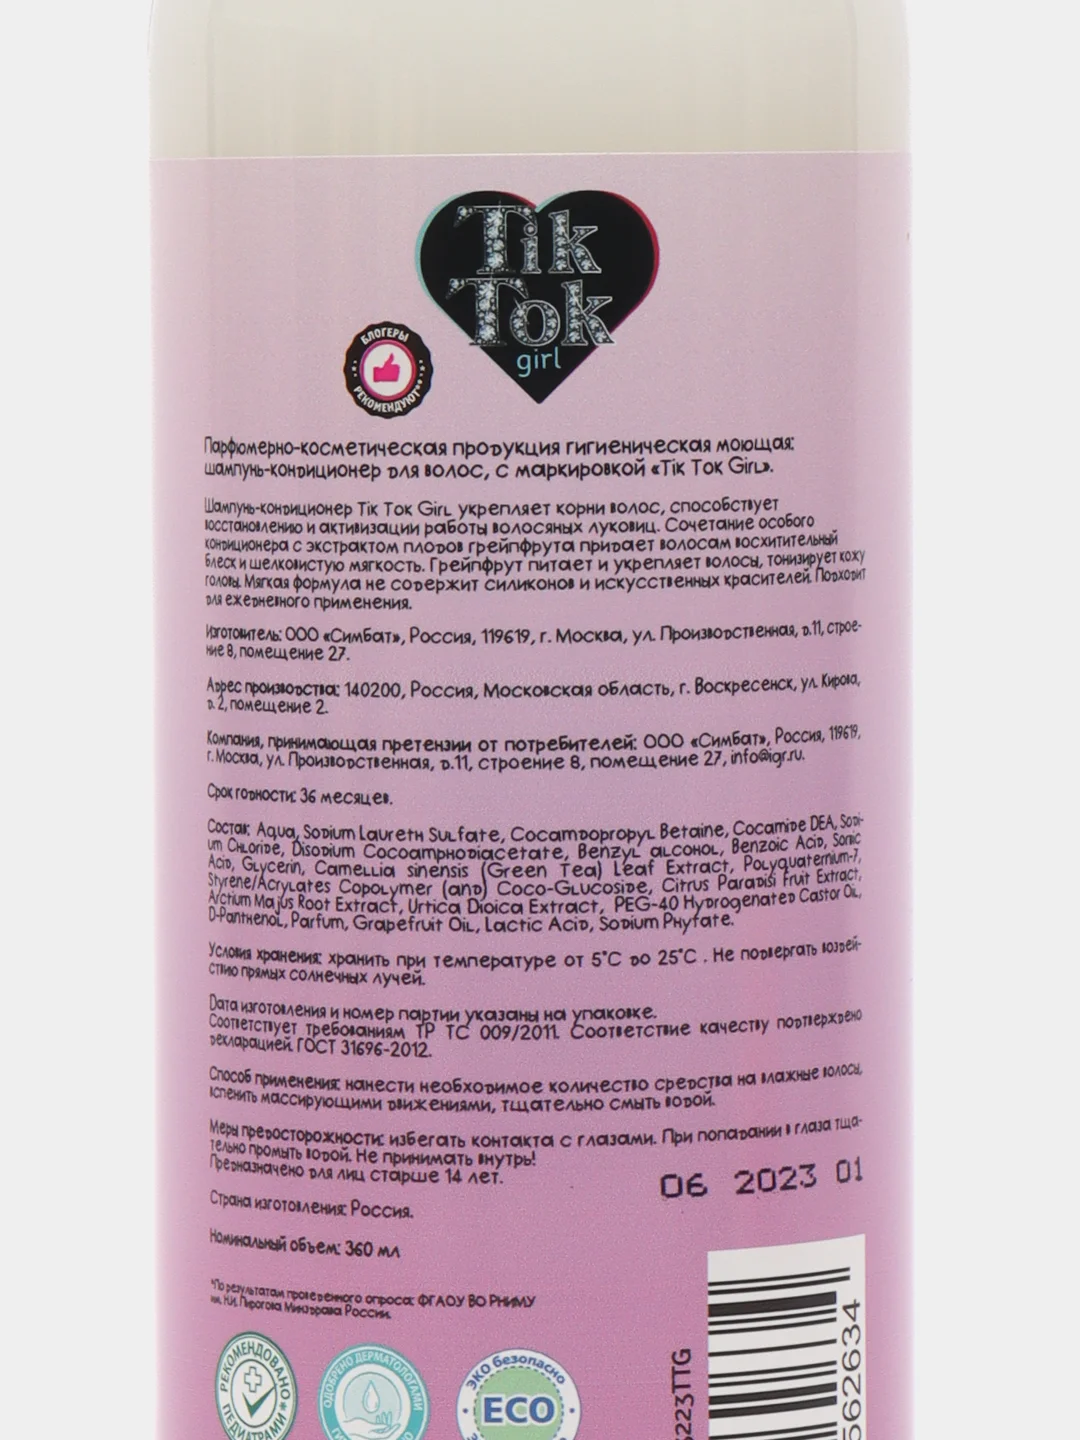 Tik
Tok
girl
БЛОГЕРЫ
РЕКОМЕНДУЮТ
Парфюмерно-косметическая продукция гигиеническая моющая:
шампунь-кондиционер для волос, с маркировкой «Tik Tok Girl».
Шампунь-кондиционер Tik Tok Girl укрепляет корни волос, способствует
восстановлению и активизации работы волосяных луковиц. Сочетание особого
кондиционера с экстрактом плодов грейпфрута придает волосам восхитительный
блеск и шелковистую мягкость. Грейпфрут питает и укрепляет волосы, тонизирует кожу
головы. Мягкая формула не содержит силиконов и искусственных красителей. Подходит
для ежедневного применения.
Изготовитель: ООО «Симбат», Россия, 119619, г. Москва, ул. Производственная, д.11, строе-
ние 8, помещение 27.
Адрес производства: 140200, Россия, Московская область, г. Воскресенск, ул. Кирова,
д. 2, помещение 2.
Компания, принимающая претензии от потребителей: ООО «Симбат», Россия, 119619,
г. Москва, ул. Производственная, д.11, строение 8, помещение 27, info@igr.ru.
Срок годности: 36 месяцев.
Состав: Aqua, Sodium Laureth Sulfate, Cocamdopropyl Betaine, Cocamide DEA, Sodi-
um Chloride, Disodium Cocoamphodiacetate, Benzyl alcohol, Benzoic Acid, Sorbic
Acid, Glycerin, Camellia sinensis (Green Tea) Leaf Extract, Polyquaternium-7,
Styrene/Acrylates Copolymer (and) Coco-Glucoside, Citrus Paradisi Fruit Extract,
Arctium Majus Root Extract, Urtica Dioica Extract, PEG-40 Hydrogenated Castor Oil,
D-Panthenol, Parfum, Grapefruit Oil, Lactic Acid, Sodium Phytate.
Условия хранения: хранить при температуре от 5°C до 25°C . Не подвергать воздей-
ствию прямых солнечных лучей.
Дата изготовления и номер партии указаны на упаковке.
Соответствует требованиям ТР ТС 009/2011. Соответствие качеству подтверждено
декларацией. ГОСТ 31696-2012.
Способ применения: нанести необходимое количество средства на влажные волосы,
вспенить массирующими движениями, тщательно смыть водой.
Меры предосторожности: избегать контакта с глазами. При попадании в глаза тща-
тельно промыть водой. Не принимать внутрь!
Предназначено для лиц старше 14 лет.
06 2023 01
Страна изготовления: Россия.
Номинальный объем: 360 мл
*По результатам проведенного опроса: ФГАОУ ВО РНИМУ
им. Н.И. Пирогова Минздрава России.
РЕКОМЕНДОВАНО
ПЕДИАТРАМИ*
ОДОБРЕНО ДЕРМАТОЛОГАМИ
ЭКО безопасно
ECO
223TTG
562634